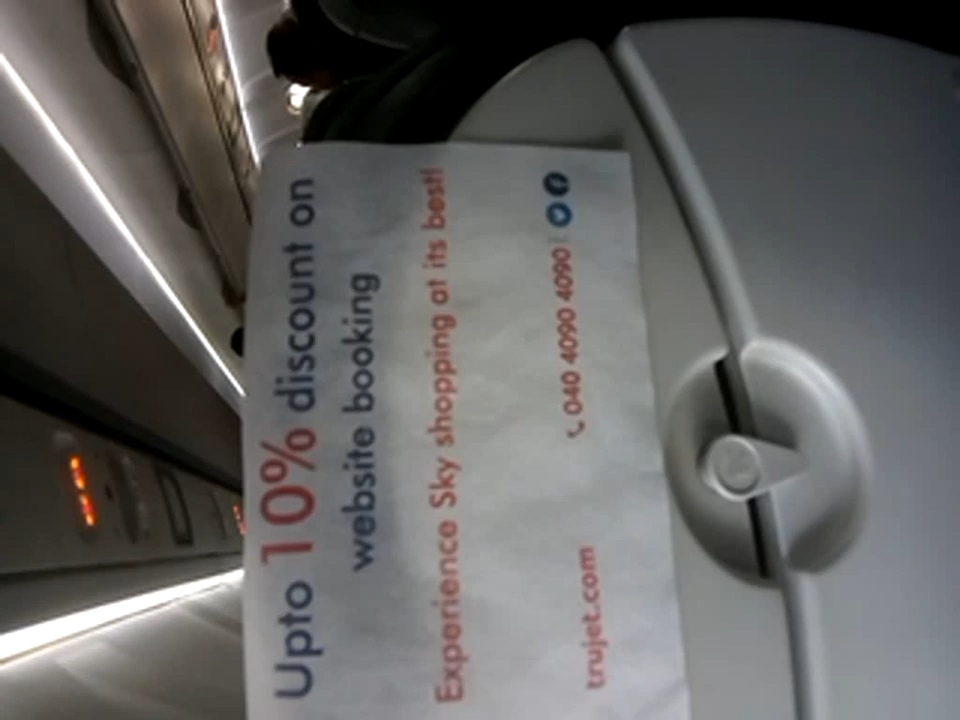 Upto 10% discount on
website booking
Experience Sky shopping at its best!
trujet.com
040 4090 4090